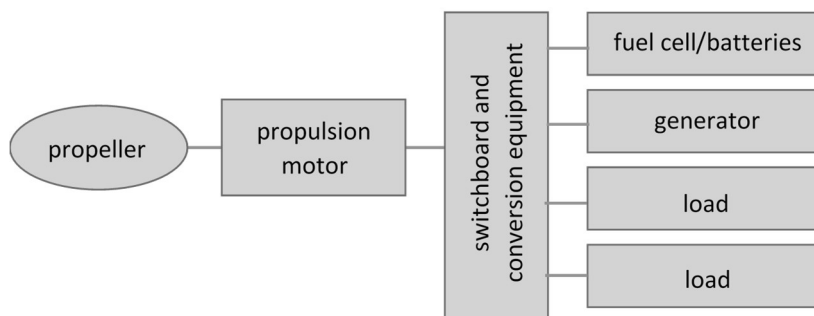 propeller
propulsion
motor
switchboard and
conversion equipment
fuel cell/batteries
generator
load
load